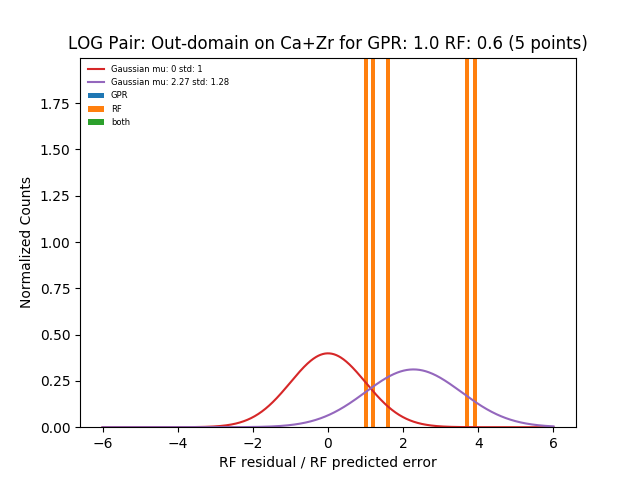 LOG Pair: Out-domain on Ca+Zr for GPR: 1.0 RF: 0.6 (5 points)
Gaussian mu: 0 std: 1
Gaussian mu: 2.27 std: 1.28
GPR
RF
both
Normalized Counts
1.75
1.50
1.25
1.00
0.75
0.50
0.25
0.00
−6
−4
−2
0
2
4
6
RF residual / RF predicted error